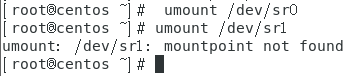 [root@centos ~]#  umount /dev/sr0
[root@centos ~]# umount /dev/sr1
umount: /dev/sr1: mountpoint not found
[root@centos ~]#